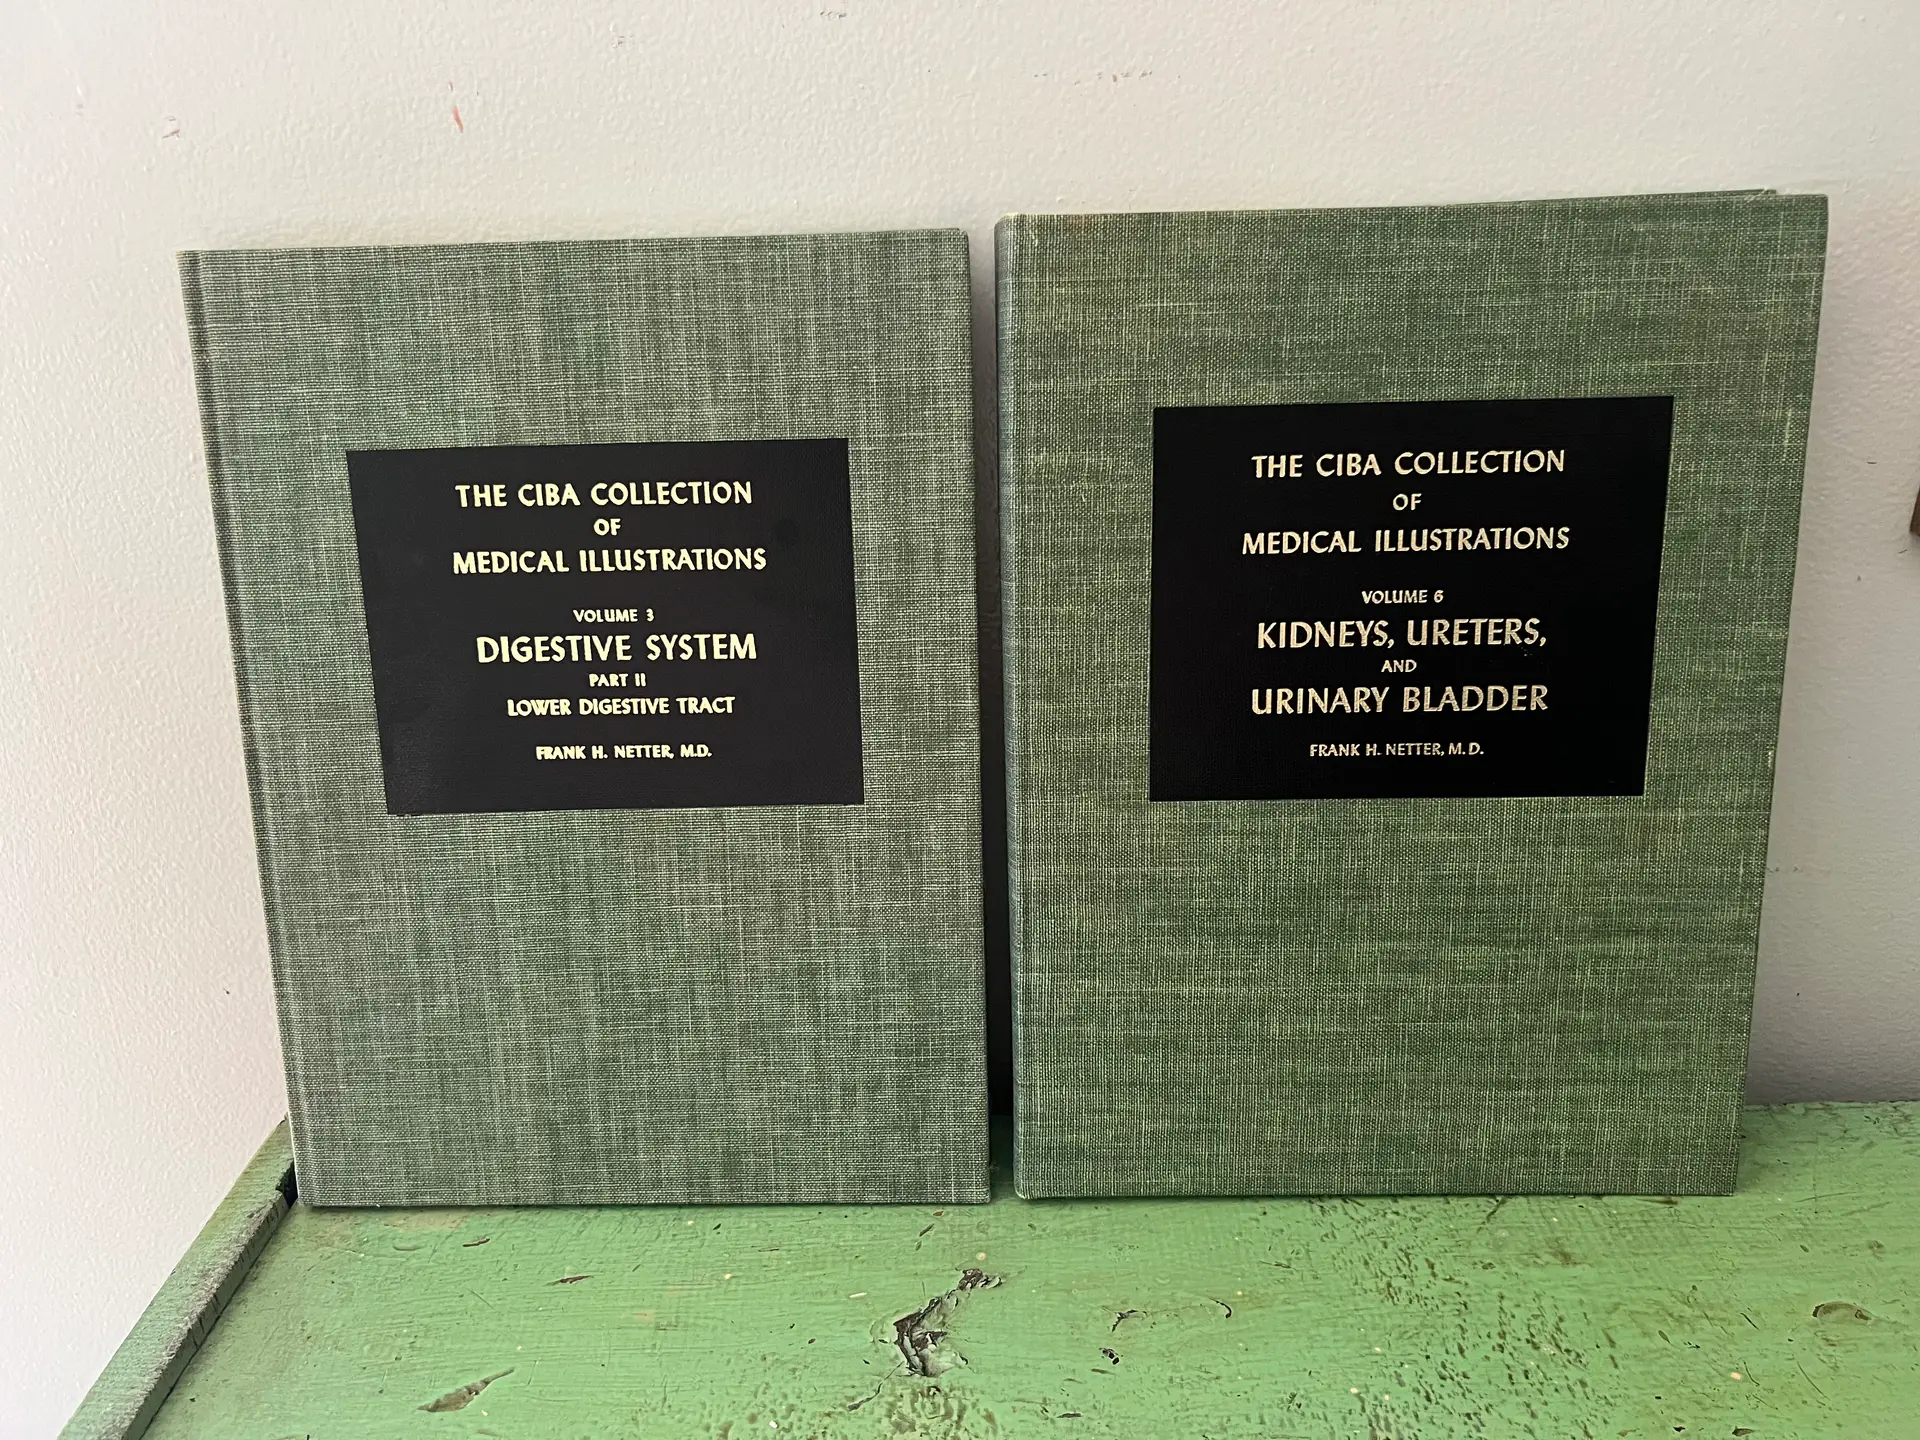 THE CIBA COLLECTION
OF
MEDICAL ILLUSTRATIONS
VOLUME 3
DIGESTIVE SYSTEM
PART II
LOWER DIGESTIVE TRACT
FRANK H. NETTER, M.D.
THE CIBA COLLECTION
OF
MEDICAL ILLUSTRATIONS
VOLUME 6
KIDNEYS, URETERS,
AND
URINARY BLADDER
FRANK H. NETTER, M.D.